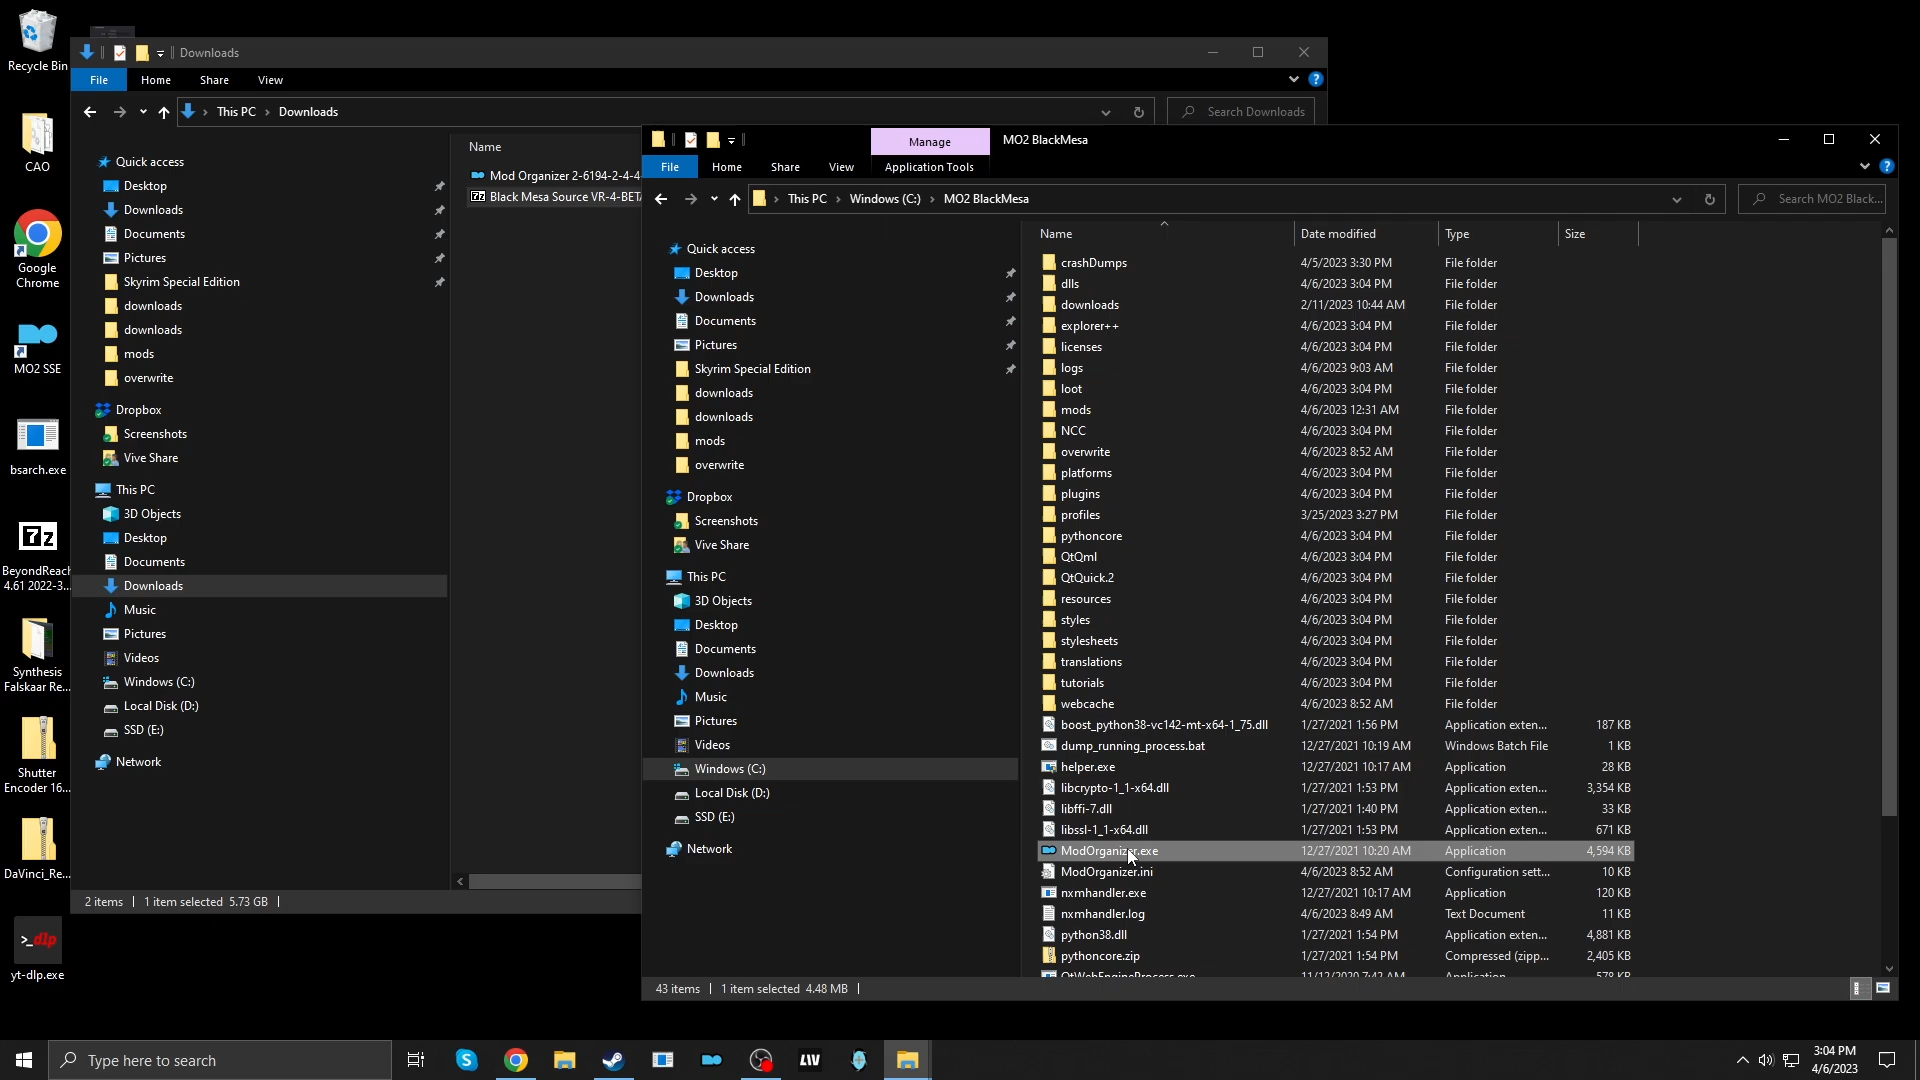 Recycle Bin
CAO
Google
Chrome
MO2 SSE
bsarch.exe
BeyondReach
4.61 2022-3...
Synthesis
Falskaar Re...
Shutter
Encoder 16...
DaVinci_Re...
yt-dlp.exe
Downloads
File Home Share View
This PC > Downloads
Search Downloads
Quick access
Desktop
Downloads
Documents
Pictures
Skyrim Special Edition
downloads
downloads
mods
overwrite
Dropbox
Screenshots
Vive Share
This PC
3D Objects
Desktop
Documents
Downloads
Music
Pictures
Videos
Windows (C:)
Local Disk (D:)
SSD (E:)
Network
Name
Mod Organizer 2-6194-2-4-4
Black Mesa Source VR-4-BETA
2 items | 1 item selected 5.73 GB |
Manage MO2 BlackMesa
File Home Share View Application Tools
This PC > Windows (C:) > MO2 BlackMesa
Search MO2 Black...
Quick access
Desktop
Downloads
Documents
Pictures
Skyrim Special Edition
downloads
downloads
mods
overwrite
Dropbox
Screenshots
Vive Share
This PC
3D Objects
Desktop
Documents
Downloads
Music
Pictures
Videos
Windows (C:)
Local Disk (D:)
SSD (E:)
Network
Name Date modified Type Size
crashDumps 4/5/2023 3:30 PM File folder
dlls 4/6/2023 3:04 PM File folder
downloads 2/11/2023 10:44 AM File folder
explorer++ 4/6/2023 3:04 PM File folder
licenses 4/6/2023 3:04 PM File folder
logs 4/6/2023 9:03 AM File folder
loot 4/6/2023 3:04 PM File folder
mods 4/6/2023 12:31 AM File folder
NCC 4/6/2023 3:04 PM File folder
overwrite 4/6/2023 8:52 AM File folder
platforms 4/6/2023 3:04 PM File folder
plugins 4/6/2023 3:04 PM File folder
profiles 3/25/2023 3:27 PM File folder
pythoncore 4/6/2023 3:04 PM File folder
QtQml 4/6/2023 3:04 PM File folder
QtQuick.2 4/6/2023 3:04 PM File folder
resources 4/6/2023 3:04 PM File folder
styles 4/6/2023 3:04 PM File folder
stylesheets 4/6/2023 3:04 PM File folder
translations 4/6/2023 3:04 PM File folder
tutorials 4/6/2023 3:04 PM File folder
webcache 4/6/2023 8:52 AM File folder
boost_python38-vc142-mt-x64-1_75.dll 1/27/2021 1:56 PM Application exten... 187 KB
dump_running_process.bat 12/27/2021 10:19 AM Windows Batch File 1 KB
helper.exe 12/27/2021 10:17 AM Application 28 KB
libcrypto-1_1-x64.dll 1/27/2021 1:53 PM Application exten... 3,354 KB
libffi-7.dll 1/27/2021 1:40 PM Application exten... 33 KB
libssl-1_1-x64.dll 1/27/2021 1:53 PM Application exten... 671 KB
ModOrganizer.exe 12/27/2021 10:20 AM Application 4,594 KB
ModOrganizer.ini 4/6/2023 8:52 AM Configuration sett... 10 KB
nxmhandler.exe 12/27/2021 10:17 AM Application 120 KB
nxmhandler.log 4/6/2023 8:49 AM Text Document 11 KB
python38.dll 1/27/2021 1:54 PM Application exten... 4,881 KB
pythoncore.zip 1/27/2021 1:54 PM Compressed (zipp... 2,405 KB
QtWebEngineProcess.exe 11/12/2020 7:42 AM Application 578 KB
43 items | 1 item selected 4.48 MB |
Type here to search
LIV
3:04 PM
4/6/2023